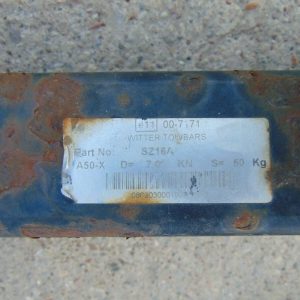 e11 00-7171
WITTER TOWBARS
Part No: SZ16A
A50-X D= 7.0 KN S= 50 Kg